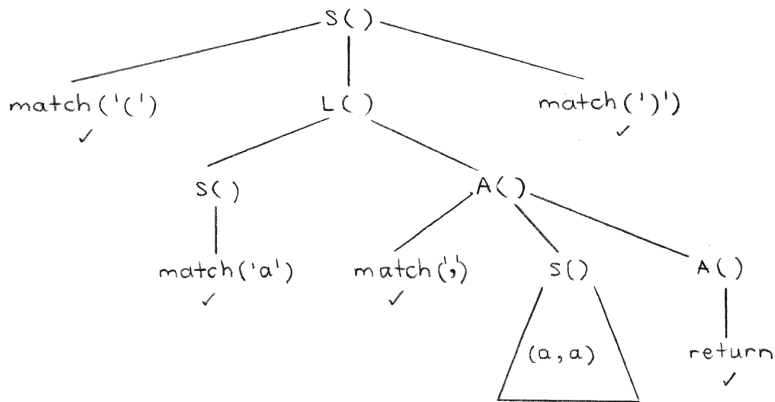 S()
match('(') L() match(')')
✓ ✓
S() A()
match('a') match(',') S() A()
✓ ✓
(a,a) return
✓